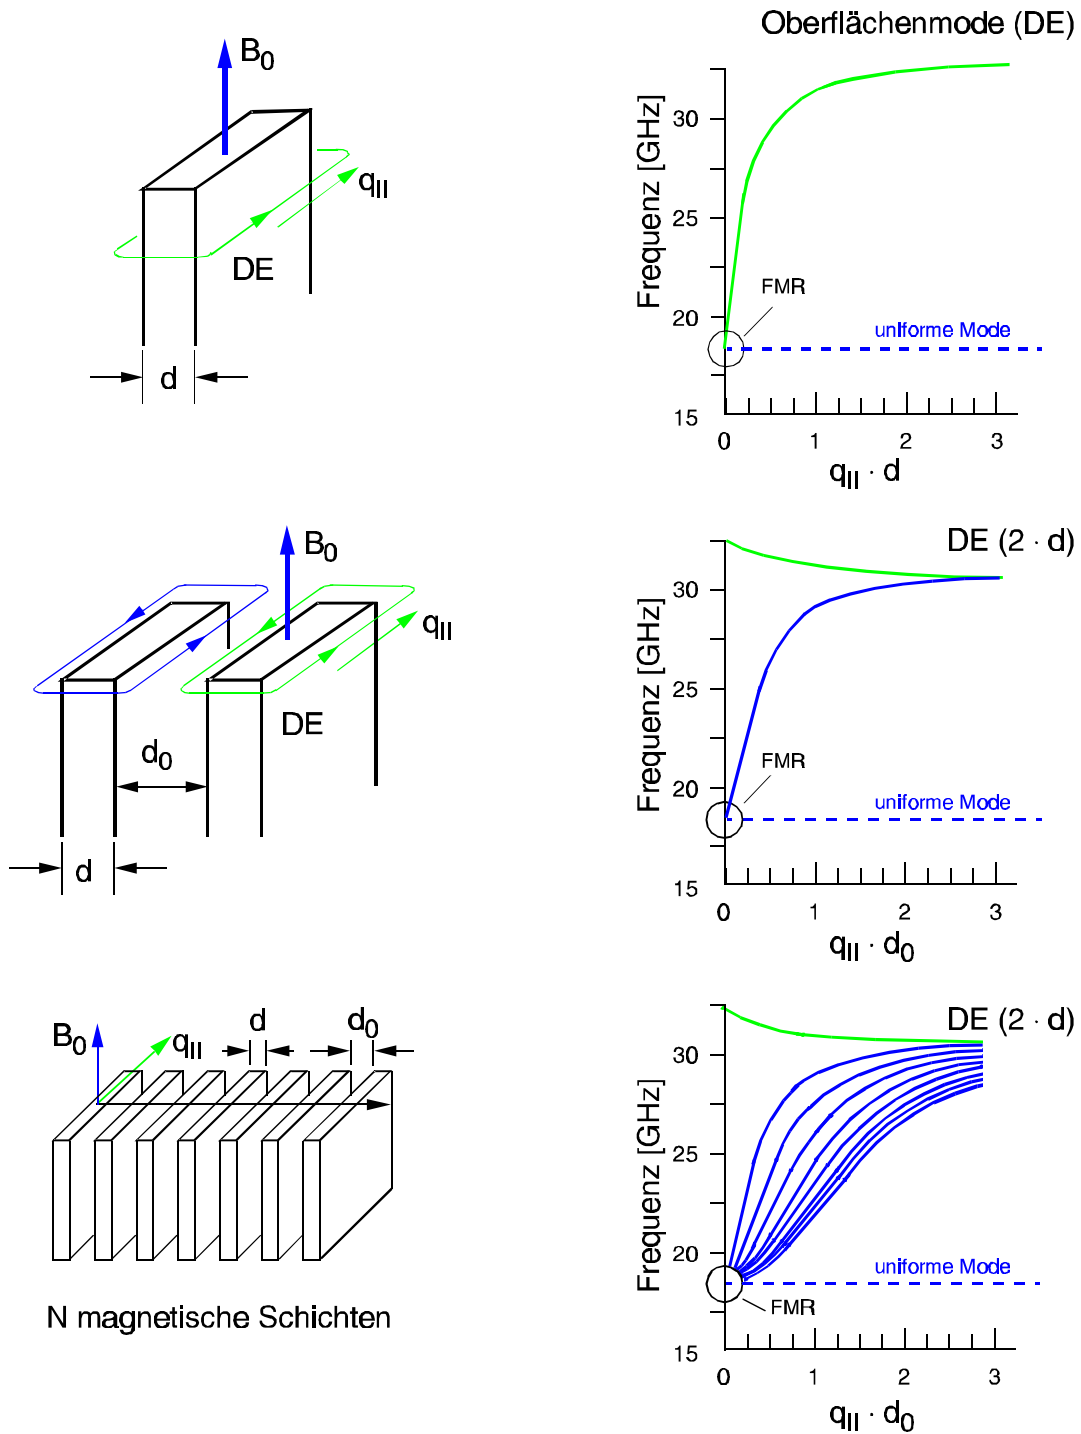 Oberflächenmode (DE)
B0
qII
DE
d
Frequenz [GHz]
30
25
20
15
FMR
uniforme Mode
0 1 2 3
qII · d
B0
qII
DE
d0
d
DE (2 · d)
Frequenz [GHz]
30
25
20
15
FMR
uniforme Mode
0 1 2 3
qII · d0
B0
qII
d
d0
N magnetische Schichten
DE (2 · d)
Frequenz [GHz]
30
25
20
15
uniforme Mode
FMR
0 1 2 3
qII · d0